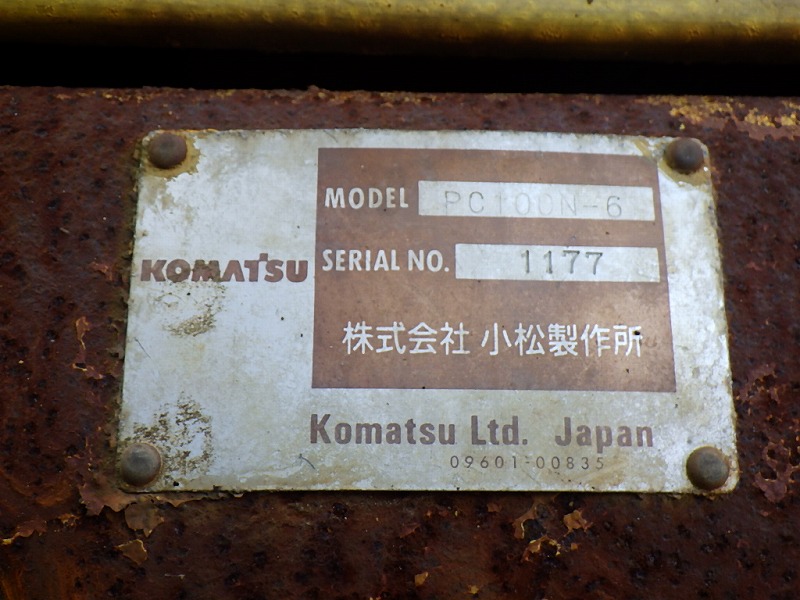 MODEL PC100N-6
KOMATSU SERIAL NO. 1177
株式会社 小松製作所
Komatsu Ltd. Japan
09601-00835